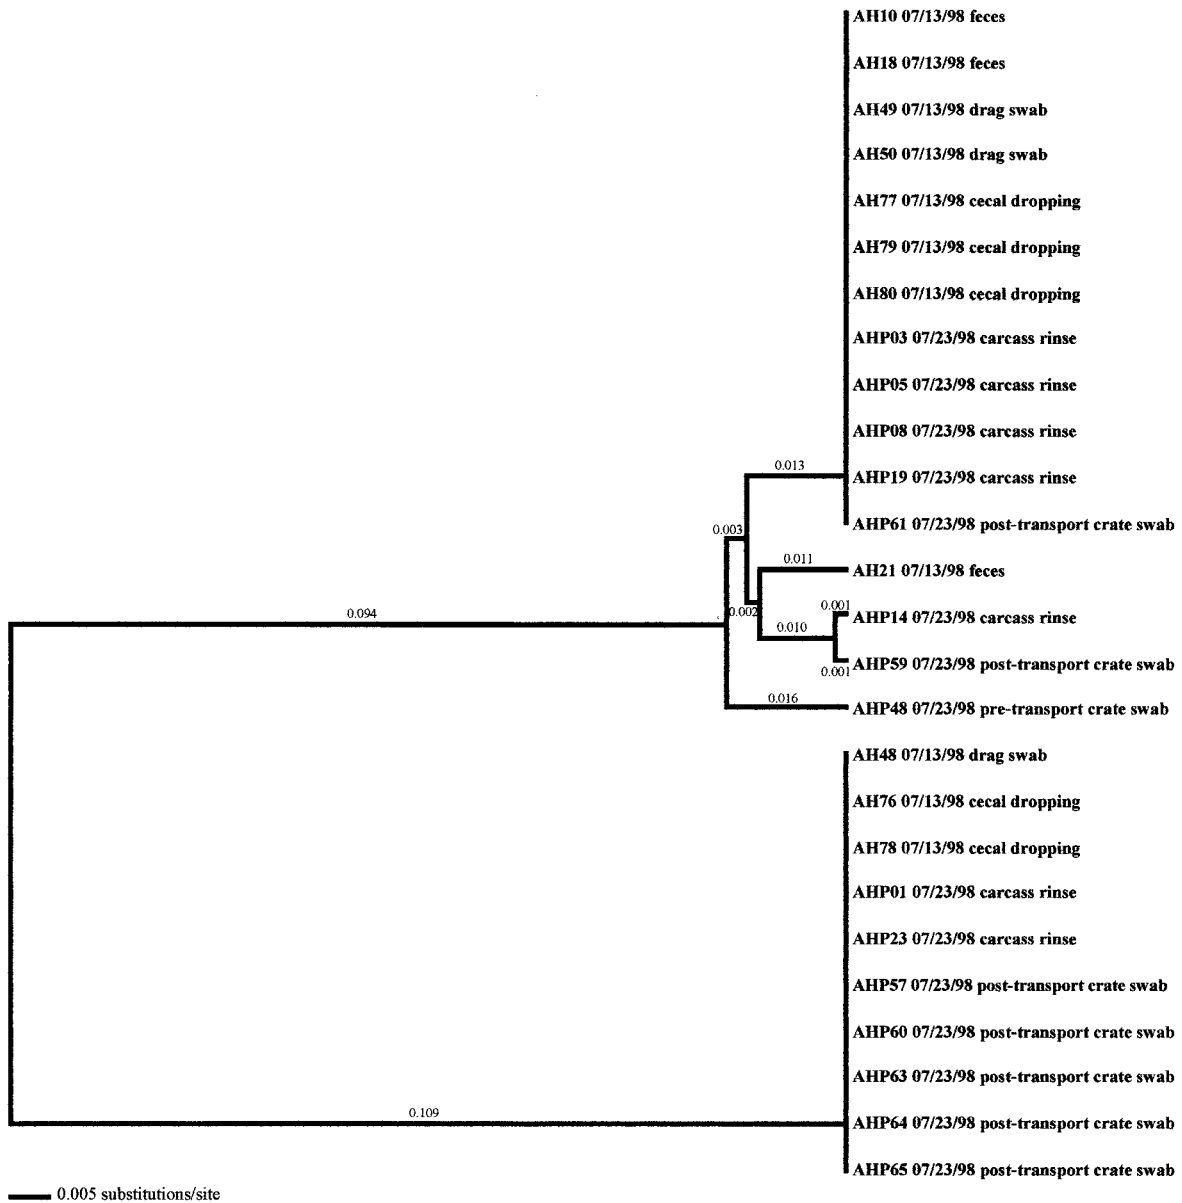 AH10 07/13/98 feces
AH18 07/13/98 feces
AH49 07/13/98 drag swab
AH50 07/13/98 drag swab
AH77 07/13/98 cecal dropping
AH79 07/13/98 cecal dropping
AH80 07/13/98 cecal dropping
AHP03 07/23/98 carcass rinse
AHP05 07/23/98 carcass rinse
AHP08 07/23/98 carcass rinse
0.013
AHP19 07/23/98 carcass rinse
AHP61 07/23/98 post-transport crate swab
0.003
0.011
AH21 07/13/98 feces
0.094
0.002
0.001
AHP14 07/23/98 carcass rinse
0.010
AHP59 07/23/98 post-transport crate swab
0.001
0.016
AHP48 07/23/98 pre-transport crate swab
AH48 07/13/98 drag swab
AH76 07/13/98 cecal dropping
AH78 07/13/98 cecal dropping
AHP01 07/23/98 carcass rinse
AHP23 07/23/98 carcass rinse
AHP57 07/23/98 post-transport crate swab
AHP60 07/23/98 post-transport crate swab
AHP63 07/23/98 post-transport crate swab
0.109
AHP64 07/23/98 post-transport crate swab
AHP65 07/23/98 post-transport crate swab
0.005 substitutions/site